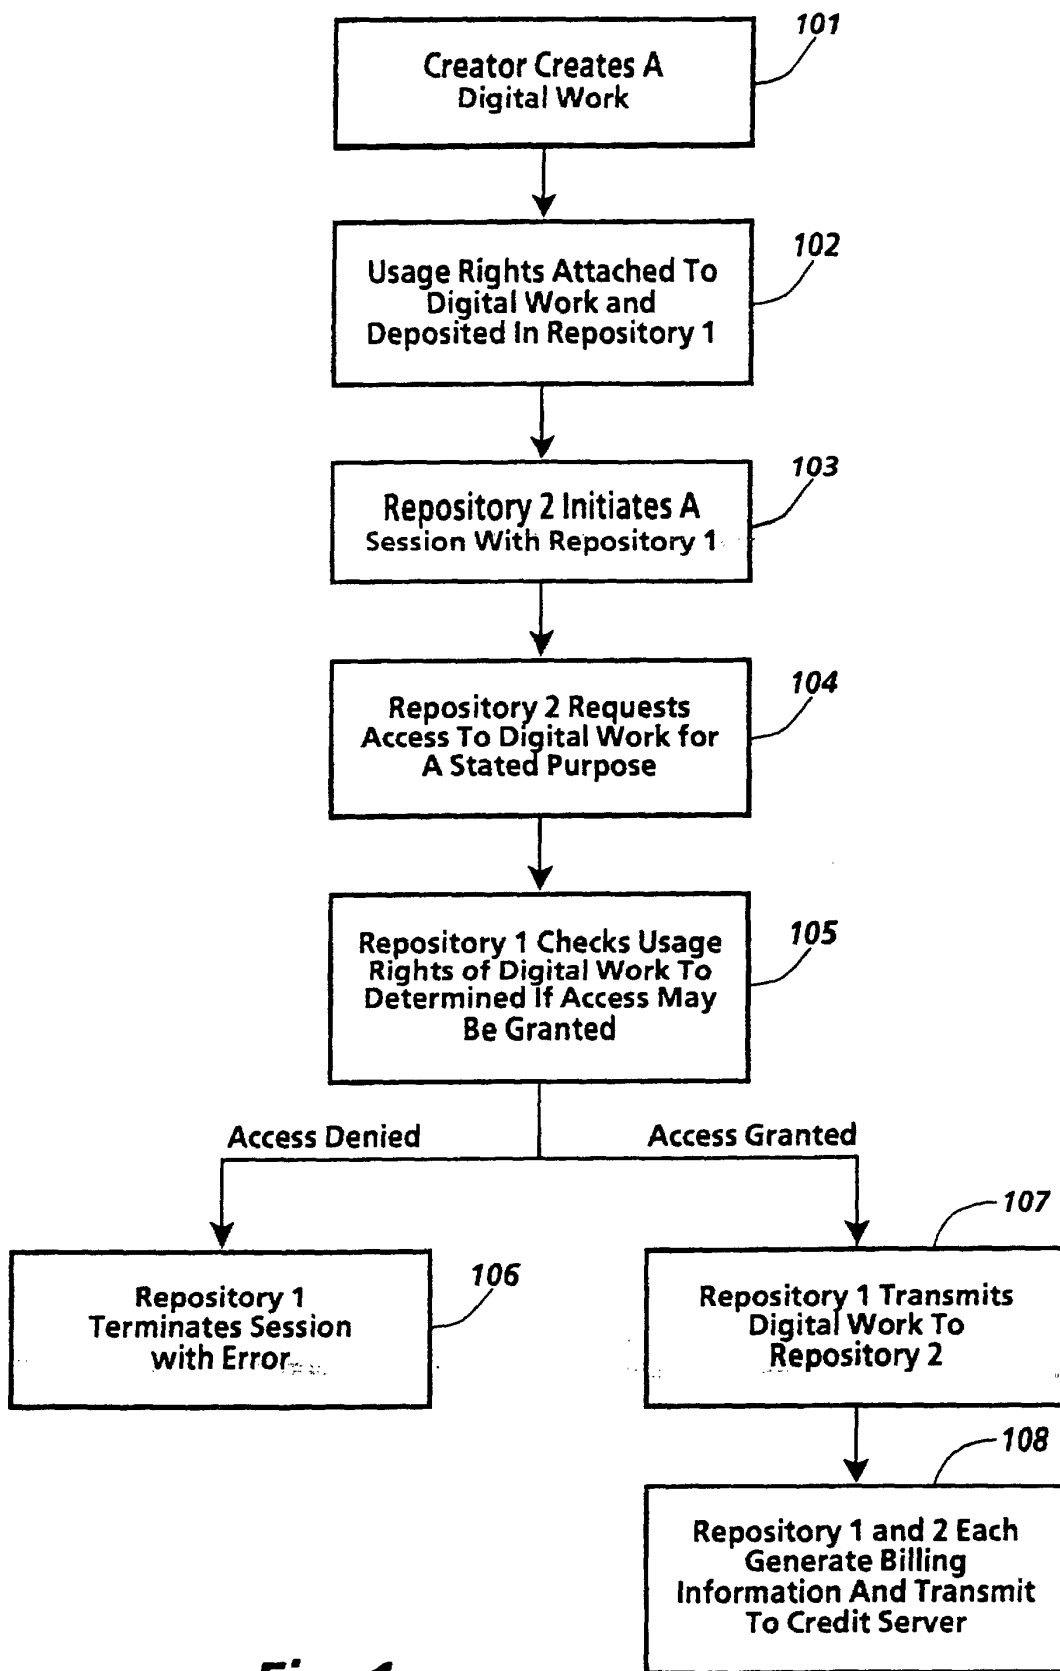 101
Creator Creates A
Digital Work
102
Usage Rights Attached To
Digital Work and
Deposited In Repository 1
103
Repository 2 Initiates A
Session With Repository 1
104
Repository 2 Requests
Access To Digital Work for
A Stated Purpose
105
Repository 1 Checks Usage
Rights of Digital Work To
Determined If Access May
Be Granted
Access Denied
Access Granted
106
Repository 1
Terminates Session
with Error
107
Repository 1 Transmits
Digital Work To
Repository 2
108
Repository 1 and 2 Each
Generate Billing
Information And Transmit
To Credit Server